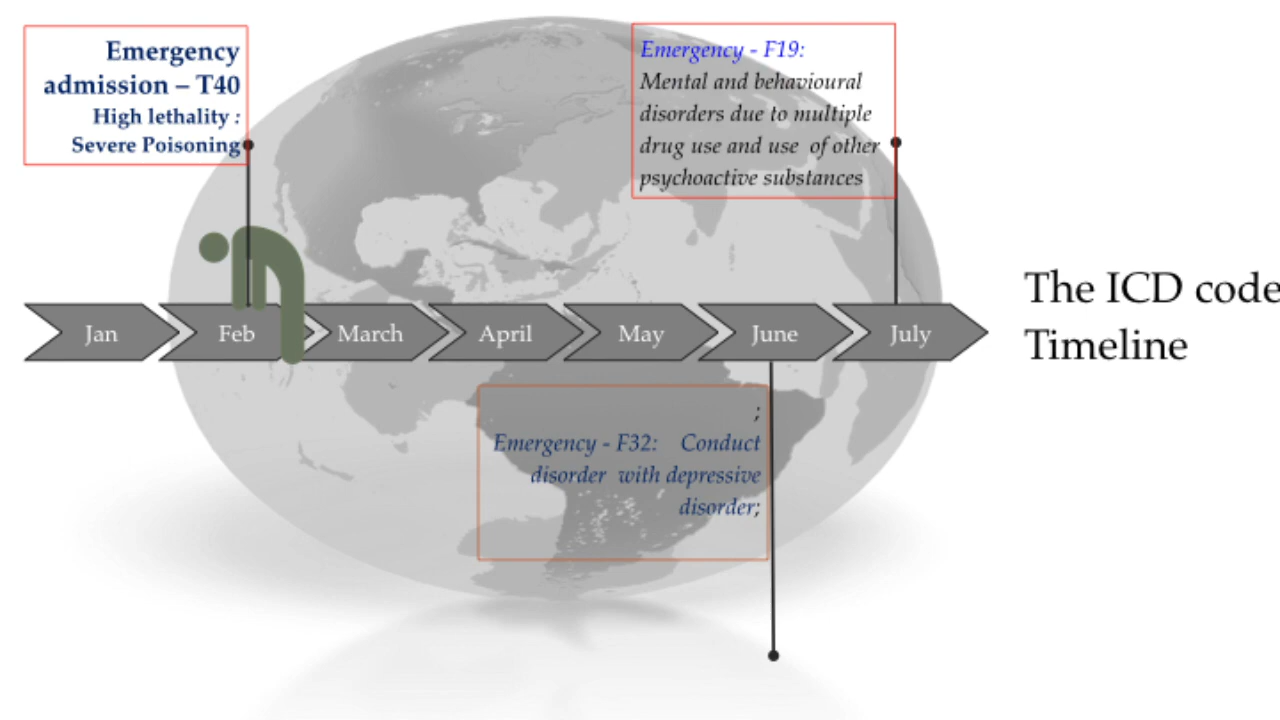 Emergency
admission – T40
High lethality :
Severe Poisoning
Emergency - F19:
Mental and behavioural
disorders due to multiple
drug use and use of other
psychoactive substances
Jan
Feb
March
April
May
June
July
The ICD code
Timeline
;
Emergency - F32: Conduct
disorder with depressive
disorder;